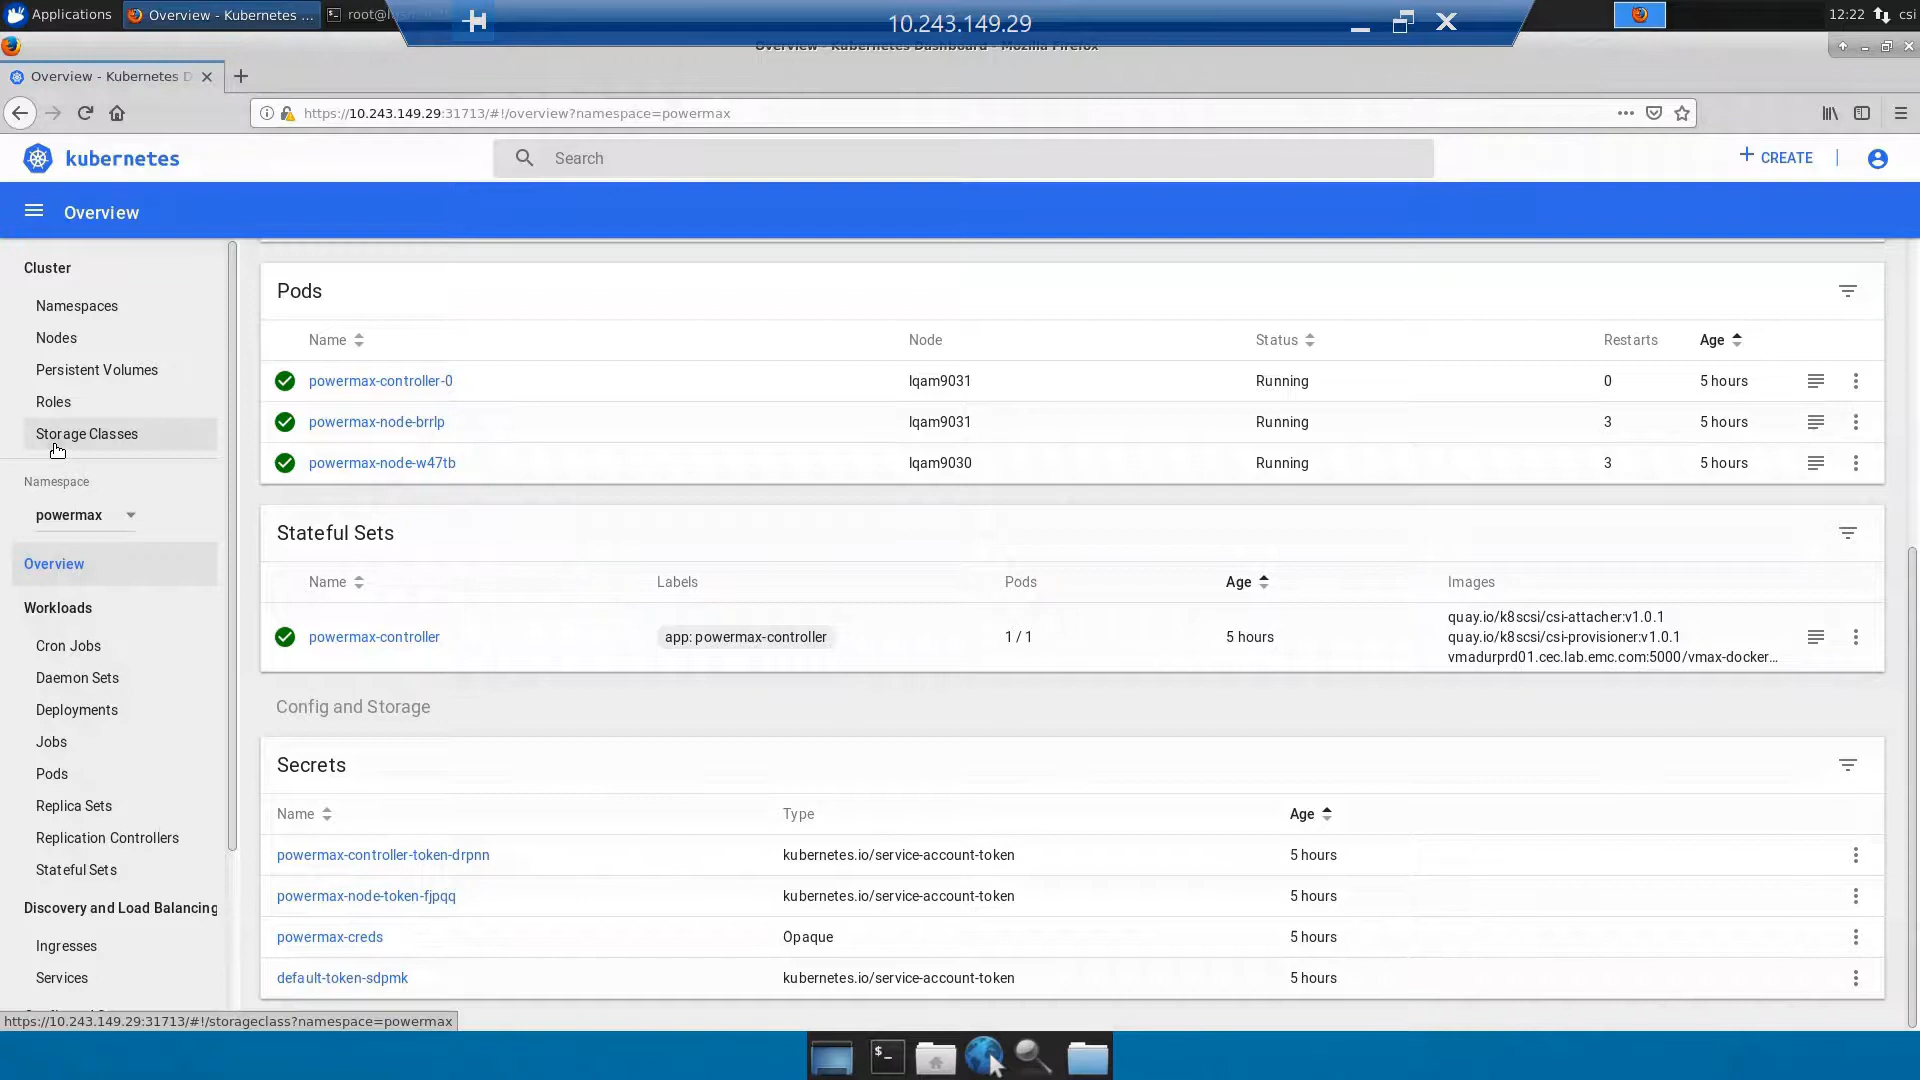 Applications
Overview - Kubernetes ...
10.243.149.29
12:22
csi
Overview - Kubernetes Dashboard - Mozilla Firefox
Overview - Kubernetes D
https://10.243.149.29:31713/#!/overview?namespace=powermax
kubernetes
Search
CREATE
Overview
Cluster
Namespaces
Nodes
Persistent Volumes
Roles
Storage Classes
Namespace
powermax
Overview
Workloads
Cron Jobs
Daemon Sets
Deployments
Jobs
Pods
Replica Sets
Replication Controllers
Stateful Sets
Discovery and Load Balancing
Ingresses
Services
Pods
Name Node Status Restarts Age
powermax-controller-0 lqam9031 Running 0 5 hours
powermax-node-brrlp lqam9031 Running 3 5 hours
powermax-node-w47tb lqam9030 Running 3 5 hours
Stateful Sets
Name Labels Pods Age Images
powermax-controller app: powermax-controller 1 / 1 5 hours
quay.io/k8scsi/csi-attacher:v1.0.1
quay.io/k8scsi/csi-provisioner:v1.0.1
vmadurprd01.cec.lab.emc.com:5000/vmax-docker...
Config and Storage
Secrets
Name Type Age
powermax-controller-token-drpnn kubernetes.io/service-account-token 5 hours
powermax-node-token-fjpqq kubernetes.io/service-account-token 5 hours
powermax-creds Opaque 5 hours
default-token-sdpmk kubernetes.io/service-account-token 5 hours
https://10.243.149.29:31713/#!/storageclass?namespace=powermax